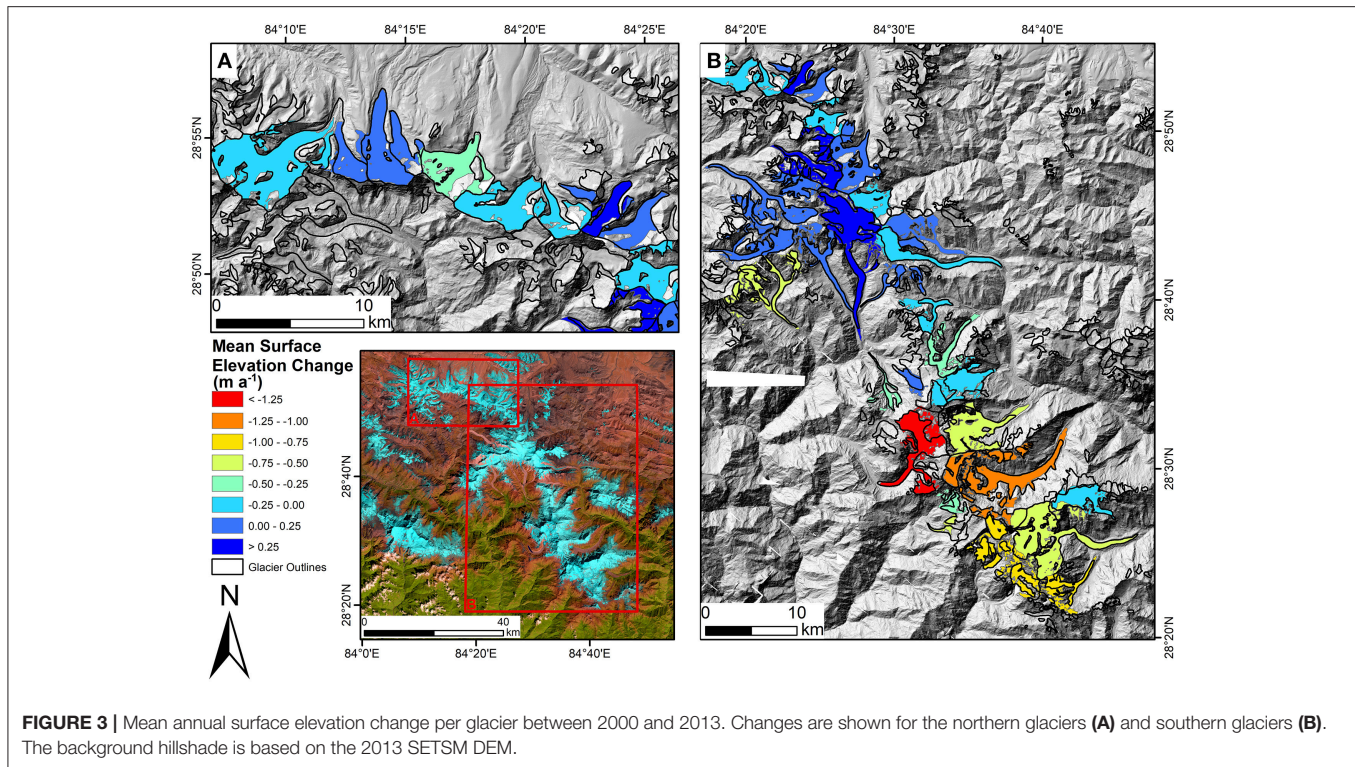 84°10'E 84°15'E 84°20'E 84°25'E
A
28°55'N
28°50'N
0 10
km
84°20'E 84°30'E 84°40'E
B
28°50'N
28°40'N
28°30'N
28°20'N
0 10
km
Mean Surface
Elevation Change
(m a⁻¹)
< -1.25
-1.25 - -1.00
-1.00 - -0.75
-0.75 - -0.50
-0.50 - -0.25
-0.25 - 0.00
0.00 - 0.25
> 0.25
Glacier Outlines
N
28°40'N
28°20'N
B
0 40
km
84°0'E 84°20'E 84°40'E
FIGURE 3 | Mean annual surface elevation change per glacier between 2000 and 2013. Changes are shown for the northern glaciers (A) and southern glaciers (B).
The background hillshade is based on the 2013 SETSM DEM.